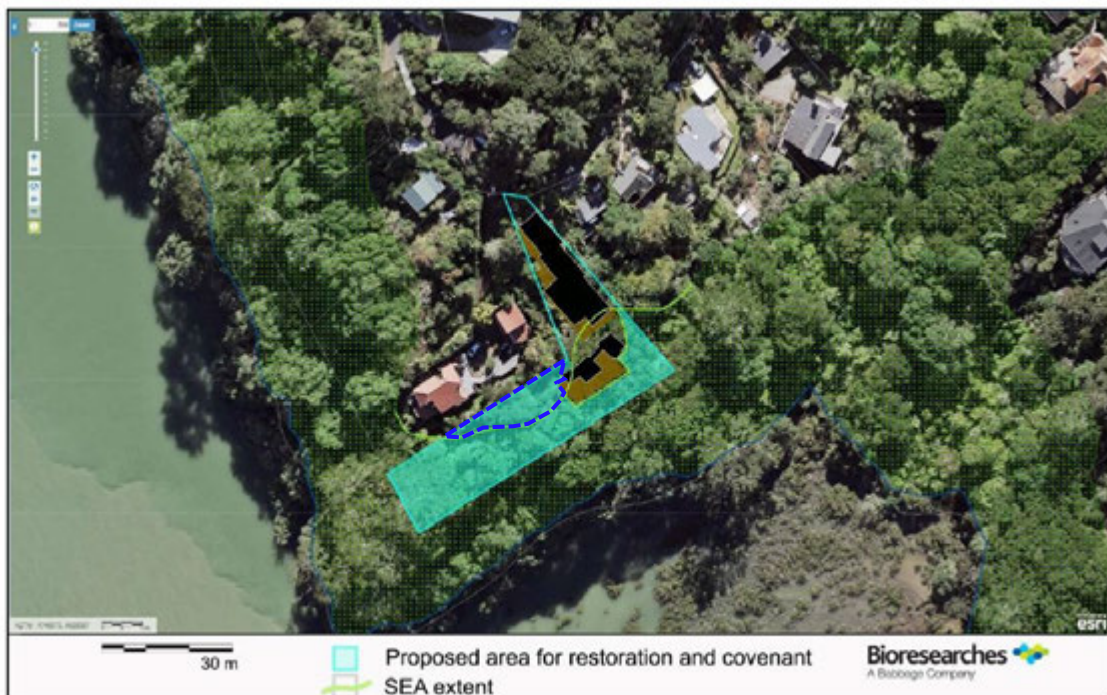 esri
30 m
Proposed area for restoration and covenant
SEA extent
Bioresearches
A Babbage Company